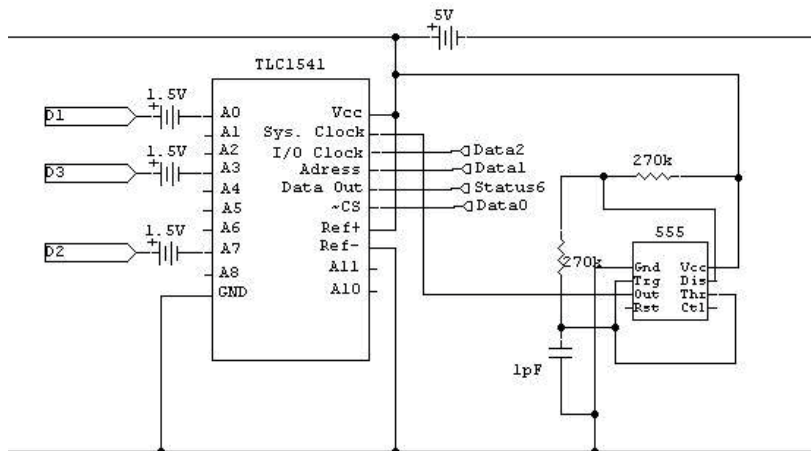 5V
TLC1541
1.5V
D1
A0
A1
A2
1.5V
D3
A3
A4
A5
A6
1.5V
D2
A7
A8
GND
Vcc
Sys. Clock
I/O Clock
Adress
Data Out
~CS
Ref+
Ref-
A11
A10
Data2
Data1
Status6
Data0
270k
270k
555
Gnd Vcc
Trg Dis
Out Thr
Rst Ctl
1pF